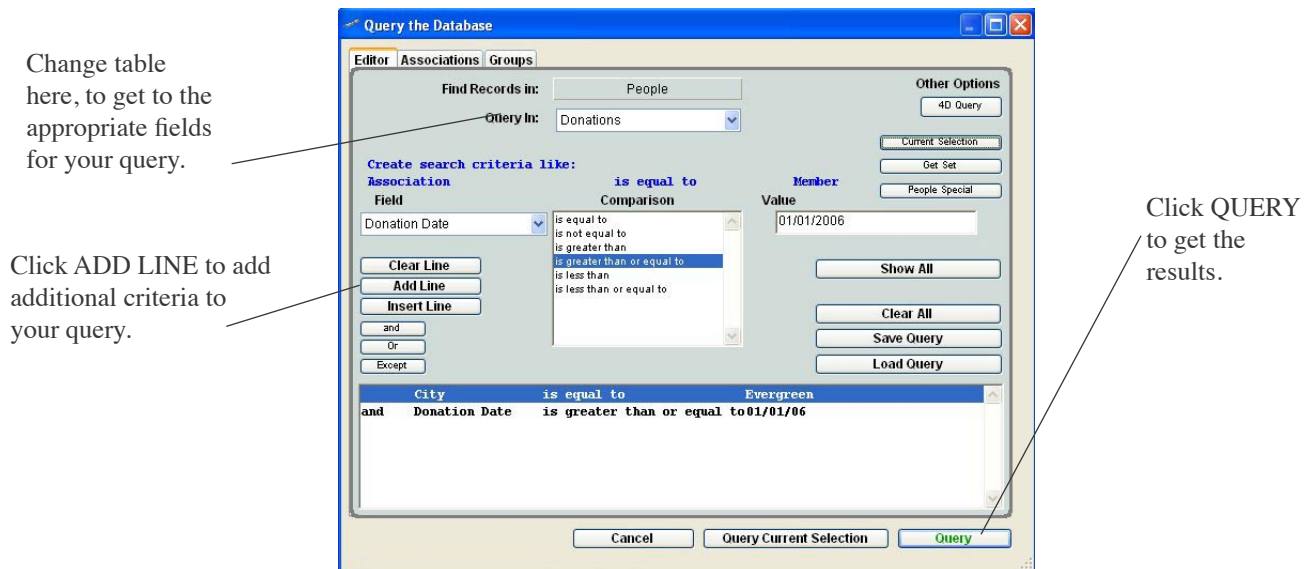 Query the Database
Editor Associations Groups
Change table
here, to get to the
appropriate fields
for your query.
Find Records in: People
Query In: Donations
Other Options
4D Query
Current Selection
Get Set
People Special
Create search criteria like:
Association is equal to Member
Field Comparison Value
Donation Date
is equal to
is not equal to
is greater than
is greater than or equal to
is less than
is less than or equal to
01/01/2006
Click ADD LINE to add
additional criteria to
your query.
Clear Line
Add Line
Insert Line
and
Or
Except
Show All
Clear All
Save Query
Load Query
Click QUERY
to get the
results.
City is equal to Evergreen
and Donation Date is greater than or equal to 01/01/06
Cancel Query Current Selection Query